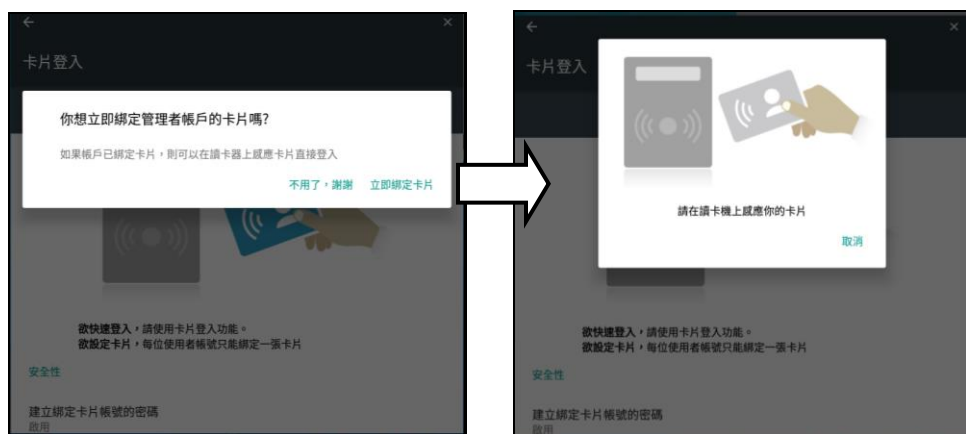 卡片登入
你想立即綁定管理者帳戶的卡片嗎?
如果帳戶已綁定卡片，則可以在讀卡器上感應卡片直接登入
不用了，謝謝 立即綁定卡片
欲快速登入，請使用卡片登入功能。
欲設定卡片，每位使用者帳號只能綁定一張卡片
安全性
建立綁定卡片帳號的密碼
啟用
卡片登入
請在讀卡機上感應你的卡片
取消
欲快速登入，請使用卡片登入功能。
欲設定卡片，每位使用者帳號只能綁定一張卡片
安全性
建立綁定卡片帳號的密碼
啟用